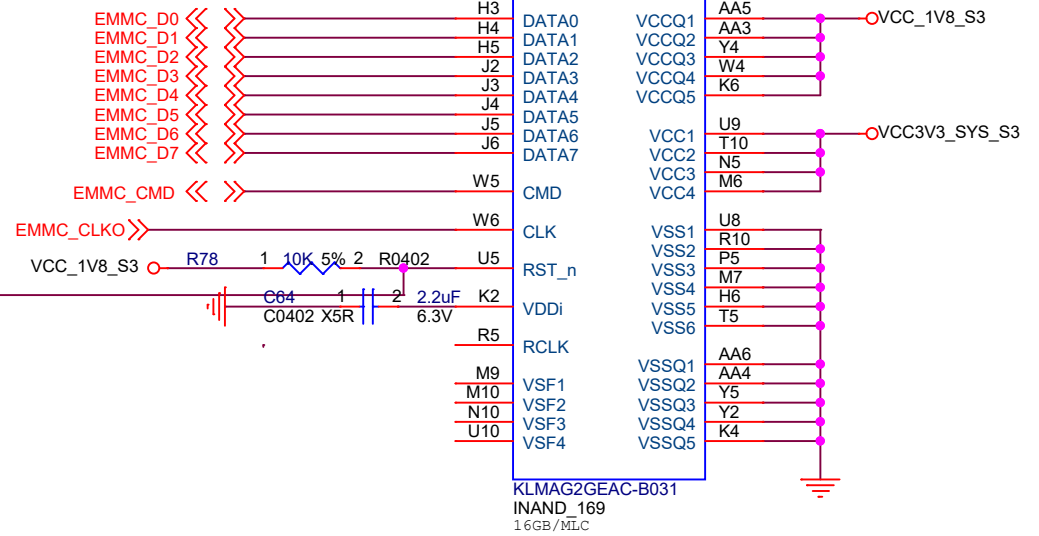 H3 AA5
EMMC_D0 DATA0 VCCQ1 VCC_1V8_S3
H4 AA3
EMMC_D1 DATA1 VCCQ2
H5 Y4
EMMC_D2 DATA2 VCCQ3
J2 W4
EMMC_D3 DATA3 VCCQ4
J3 K6
EMMC_D4 DATA4 VCCQ5
J4
EMMC_D5 DATA5
J5 U9
EMMC_D6 DATA6 VCC1 VCC3V3_SYS_S3
J6 T10
EMMC_D7 DATA7 VCC2
N5
VCC3
W5 M6
EMMC_CMD CMD VCC4
W6 U8
EMMC_CLKO CLK VSS1
R10
VSS2
VCC_1V8_S3 R78 1 10K 5% 2 R0402 U5 P5
RST_n VSS3
M7
VSS4
C64 1 2 2.2uF K2 H6
C0402 X5R 6.3V VDDi VSS5
T5
VSS6
R5
RCLK
AA6
VSSQ1
M9 AA4
VSF1 VSSQ2
M10 Y5
VSF2 VSSQ3
N10 Y2
VSF3 VSSQ4
U10 K4
VSF4 VSSQ5
KLMAG2GEAC-B031
INAND_169
16GB/MLC